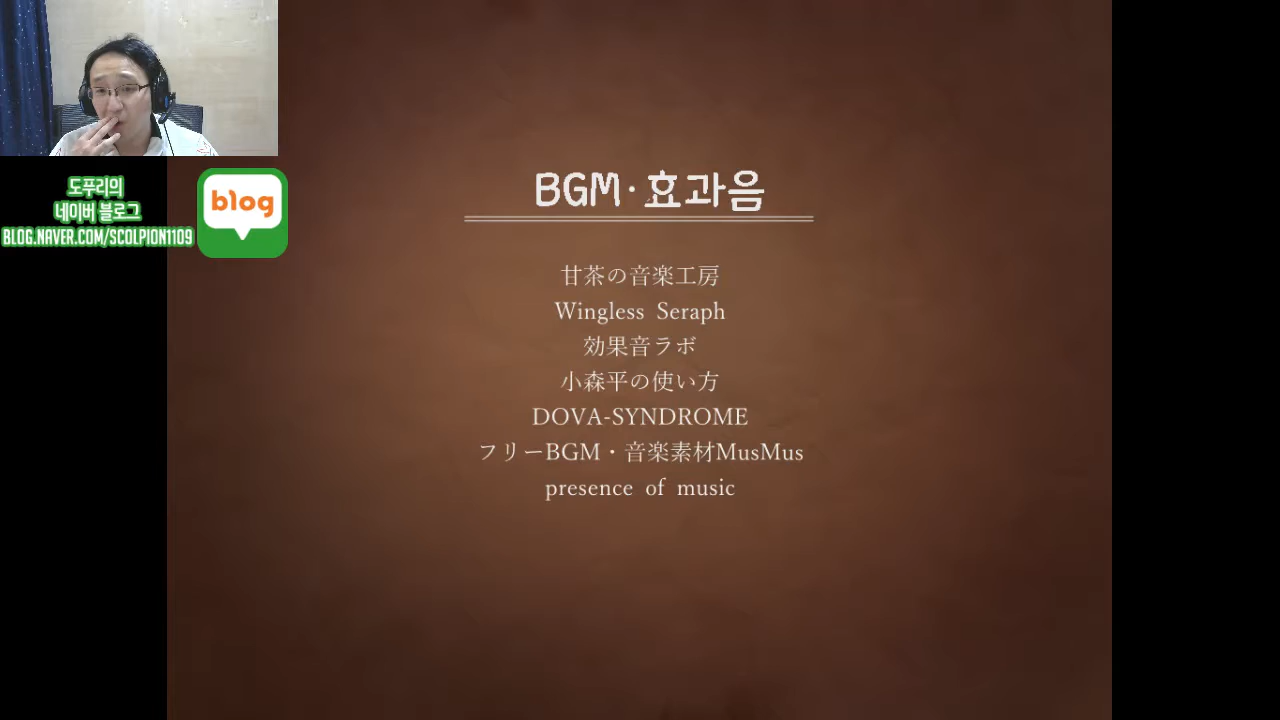 도푸리의
네이버 블로그
BLOG.NAVER.COM/SCOLPION1109
blog
BGM·효과음
甘茶の音楽工房
Wingless Seraph
効果音ラボ
小森平の使い方
DOVA-SYNDROME
フリーBGM・音楽素材MusMus
presence of music